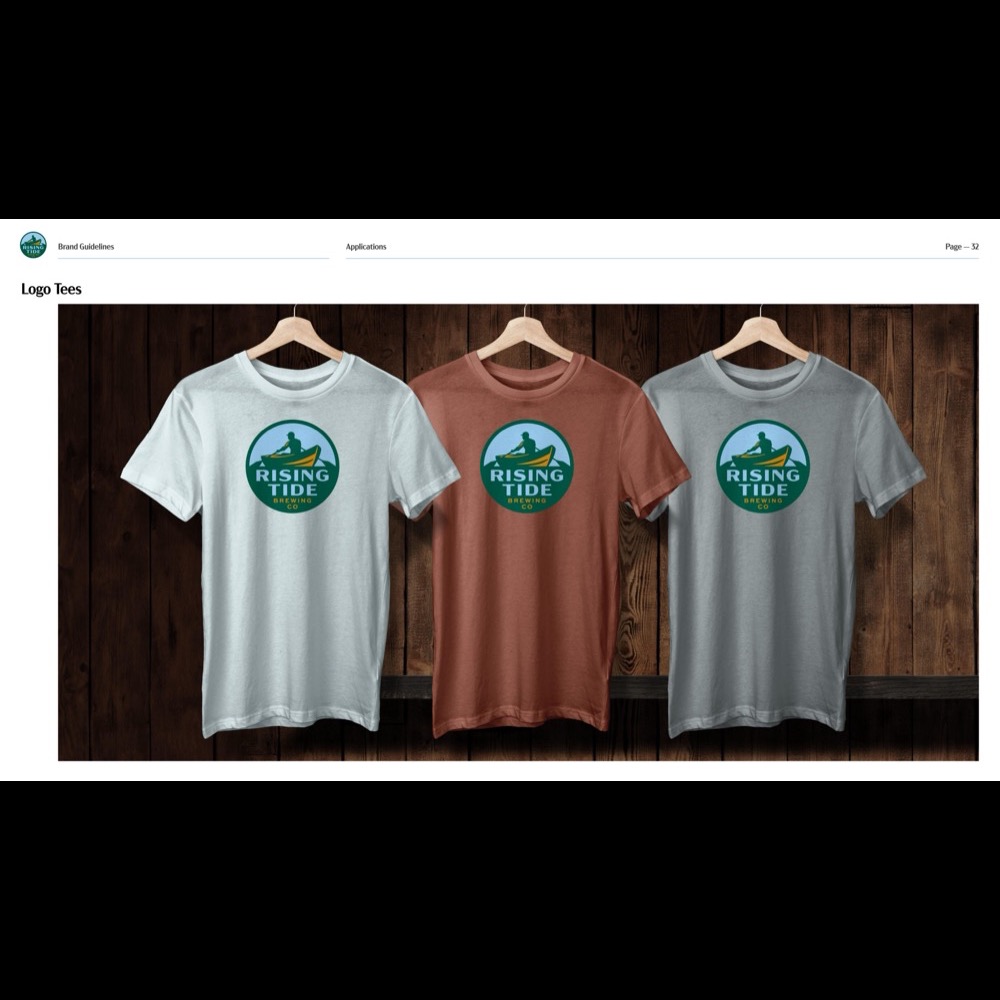 RISING
TIDE
Brand Guidelines
Applications
Page — 32
Logo Tees
RISING
TIDE
BREWING
CO
RISING
TIDE
BREWING
CO
RISING
TIDE
BREWING
CO